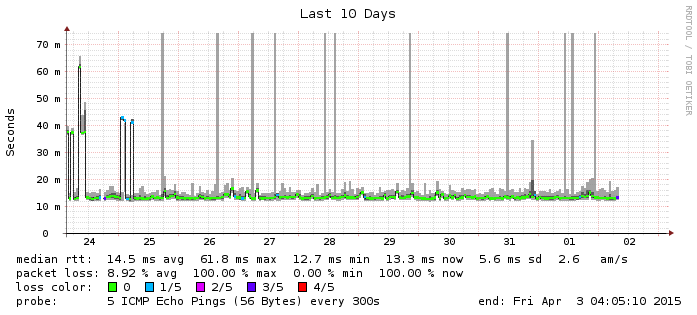 Last 10 Days
RRDTOOL / TOBI OETIKER
Seconds
70 m
60 m
50 m
40 m
30 m
20 m
10 m
0
24 25 26 27 28 29 30 31 01 02
median rtt: 14.5 ms avg 61.8 ms max 12.7 ms min 13.3 ms now 5.6 ms sd 2.6 am/s
packet loss: 8.92 % avg 100.00 % max 0.00 % min 100.00 % now
loss color: 0 1/5 2/5 3/5 4/5
probe: 5 ICMP Echo Pings (56 Bytes) every 300s end: Fri Apr 3 04:05:10 2015